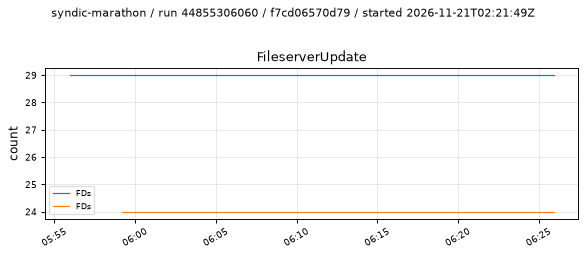 syndic-marathon / run 44855306060 / f7cd06570d79 / started 2026-11-21T02:21:49Z
FileserverUpdate
count
29
28
27
26
25
24
FDs
FDs
05:55
06:00
06:05
06:10
06:15
06:20
06:25